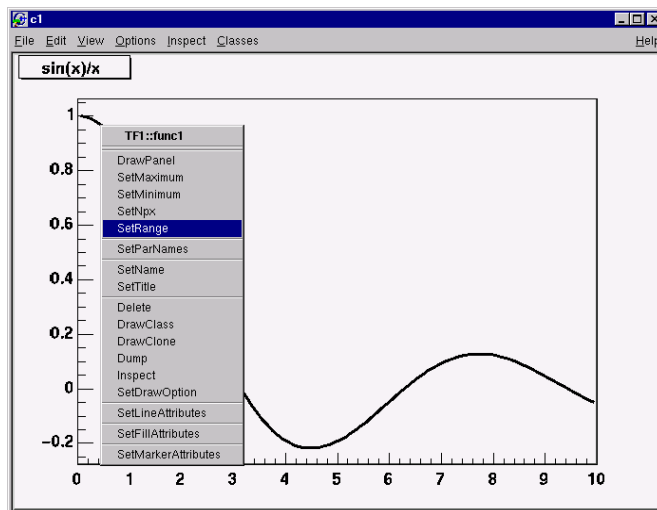 c1
File Edit View Options Inspect Classes Help
sin(x)/x
TF1::func1
DrawPanel
SetMaximum
SetMinimum
SetNpx
SetRange
SetParNames
SetName
SetTitle
Delete
DrawClass
DrawClone
Dump
Inspect
SetDrawOption
SetLineAttributes
SetFillAttributes
SetMarkerAttributes
1
0.8
0.6
0.4
0.2
0
−0.2
0 1 2 3 4 5 6 7 8 9 10